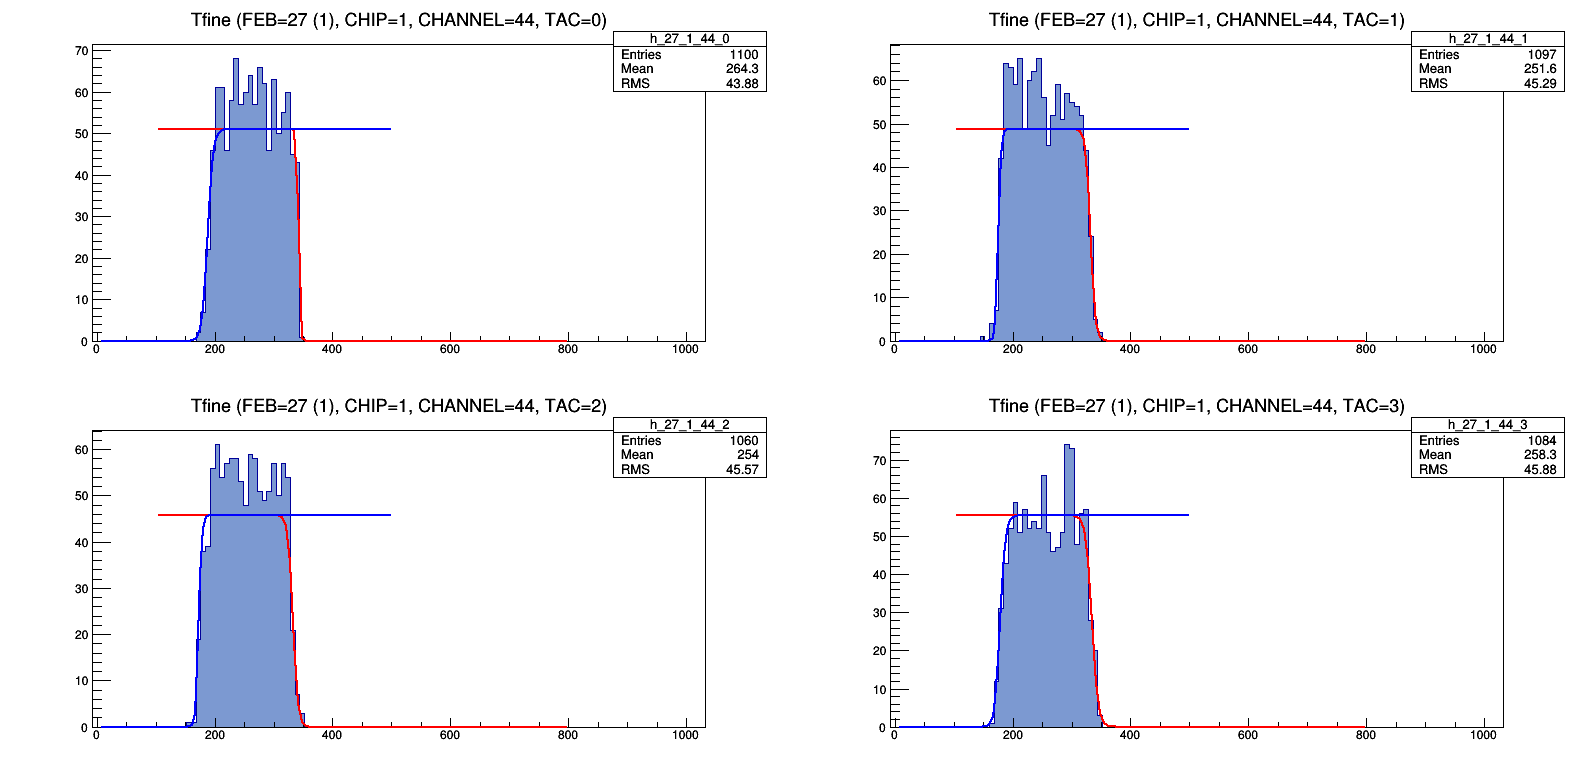 Tfine (FEB=27 (1), CHIP=1, CHANNEL=44, TAC=0)
h_27_1_44_0
Entries 1100
Mean 264.3
RMS 43.88
70
60
50
40
30
20
10
0
0 200 400 600 800 1000
Tfine (FEB=27 (1), CHIP=1, CHANNEL=44, TAC=1)
h_27_1_44_1
Entries 1097
Mean 251.6
RMS 45.29
60
50
40
30
20
10
0
0 200 400 600 800 1000
Tfine (FEB=27 (1), CHIP=1, CHANNEL=44, TAC=2)
h_27_1_44_2
Entries 1060
Mean 254
RMS 45.57
60
50
40
30
20
10
0
0 200 400 600 800 1000
Tfine (FEB=27 (1), CHIP=1, CHANNEL=44, TAC=3)
h_27_1_44_3
Entries 1084
Mean 258.3
RMS 45.88
70
60
50
40
30
20
10
0
0 200 400 600 800 1000